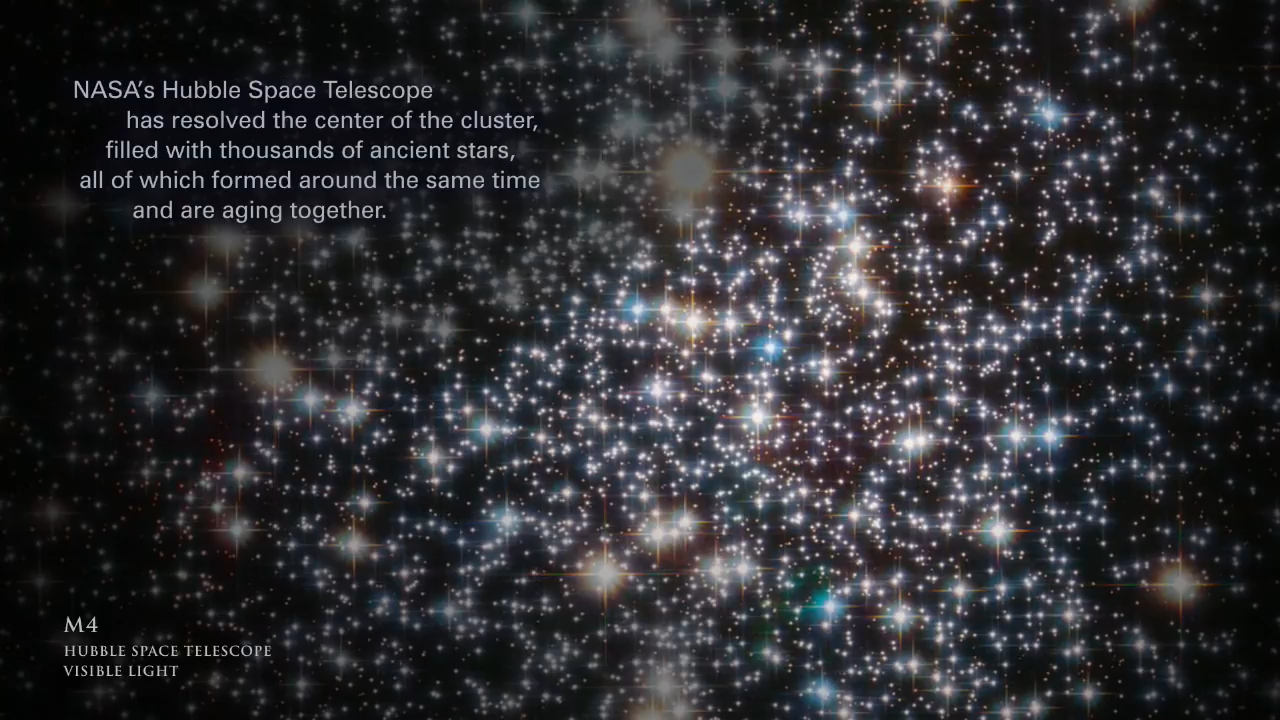 NASA's Hubble Space Telescope
has resolved the center of the cluster,
filled with thousands of ancient stars,
all of which formed around the same time
and are aging together.
M4
HUBBLE SPACE TELESCOPE
VISIBLE LIGHT